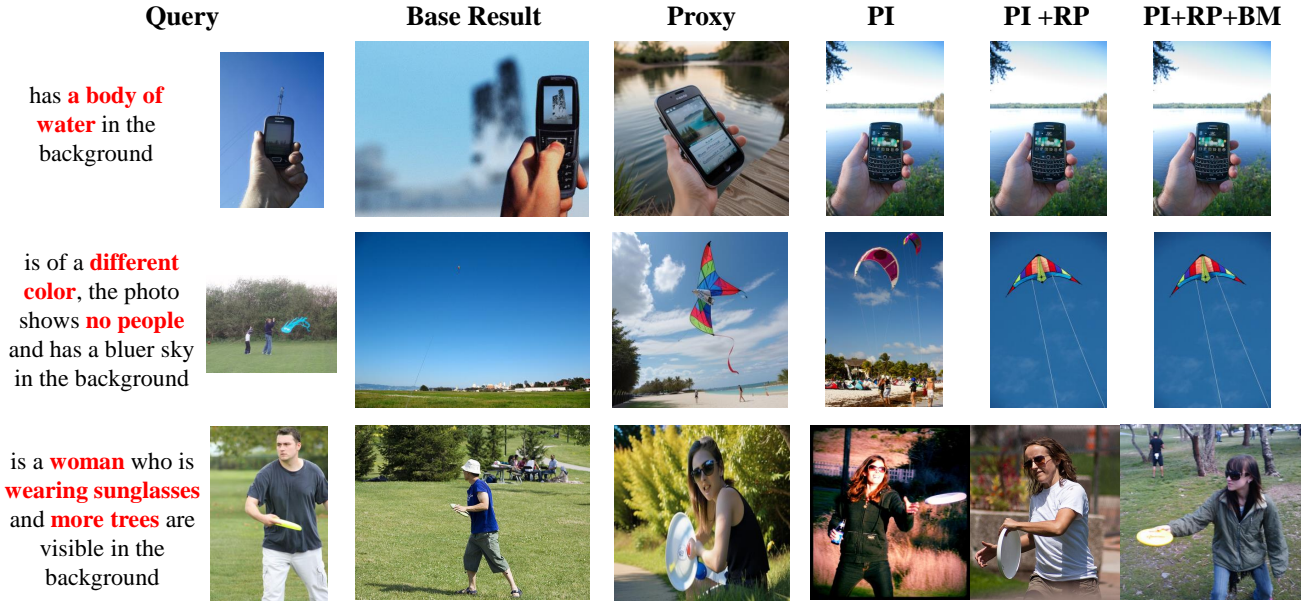 Query Base Result Proxy PI PI +RP PI+RP+BM
has a body of
water in the
background
is of a different
color, the photo
shows no people
and has a bluer sky
in the background
is a woman who is
wearing sunglasses
and more trees are
visible in the
background